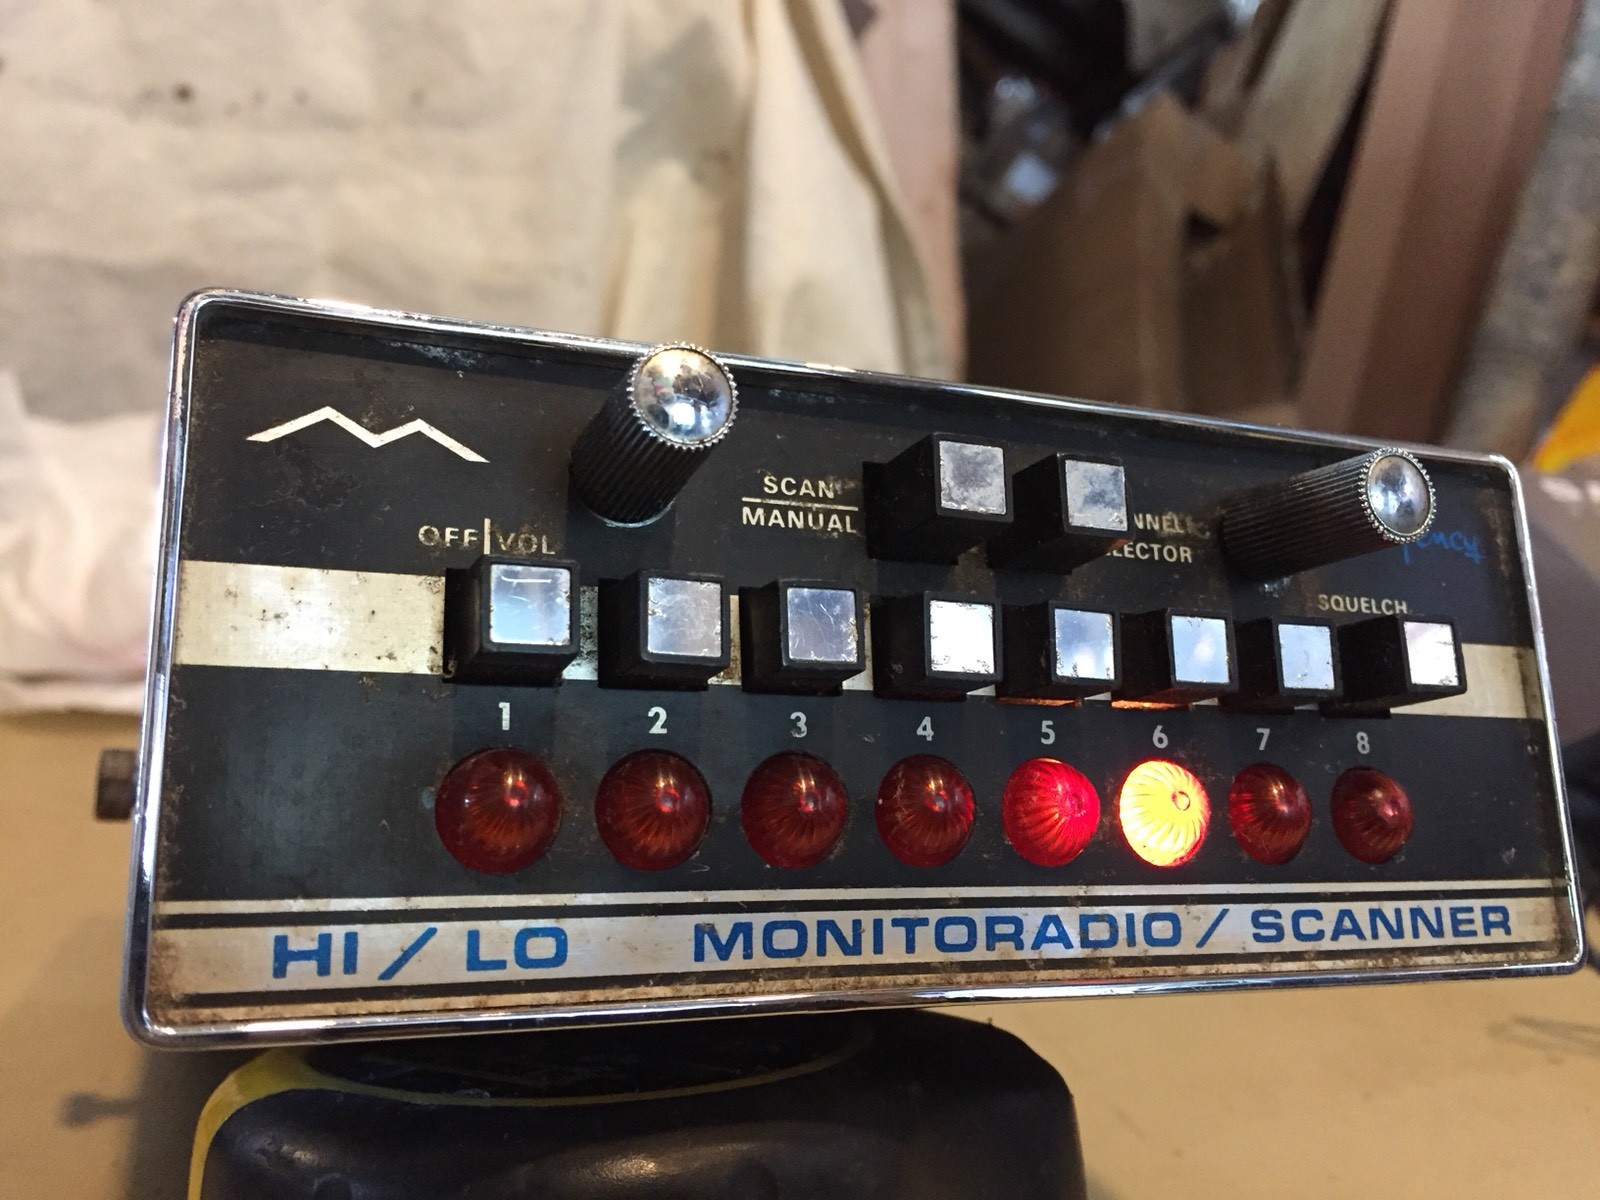 SCAN
MANUAL
OFF|VOL
SQUELCH
1 2 3 4 5 6 7 8
HI / LO MONITORADIO / SCANNER